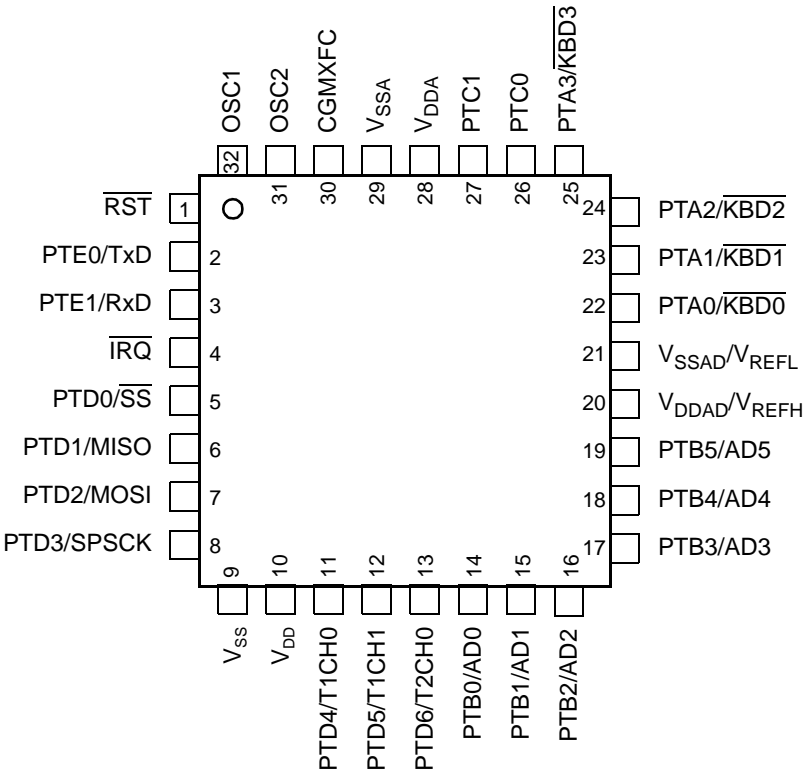 OSC1
OSC2
CGMXFC
VSSA
VDDA
PTC1
PTC0
PTA3/KBD3
32
31
30
29
28
27
26
25
RST
1
24
PTA2/KBD2
PTE0/TxD
2
23
PTA1/KBD1
PTE1/RxD
3
22
PTA0/KBD0
IRQ
4
21
VSSAD/VREFL
PTD0/SS
5
20
VDDAD/VREFH
PTD1/MISO
6
19
PTB5/AD5
PTD2/MOSI
7
18
PTB4/AD4
PTD3/SPSCK
8
17
PTB3/AD3
9
10
11
12
13
14
15
16
VSS
VDD
PTD4/T1CH0
PTD5/T1CH1
PTD6/T2CH0
PTB0/AD0
PTB1/AD1
PTB2/AD2